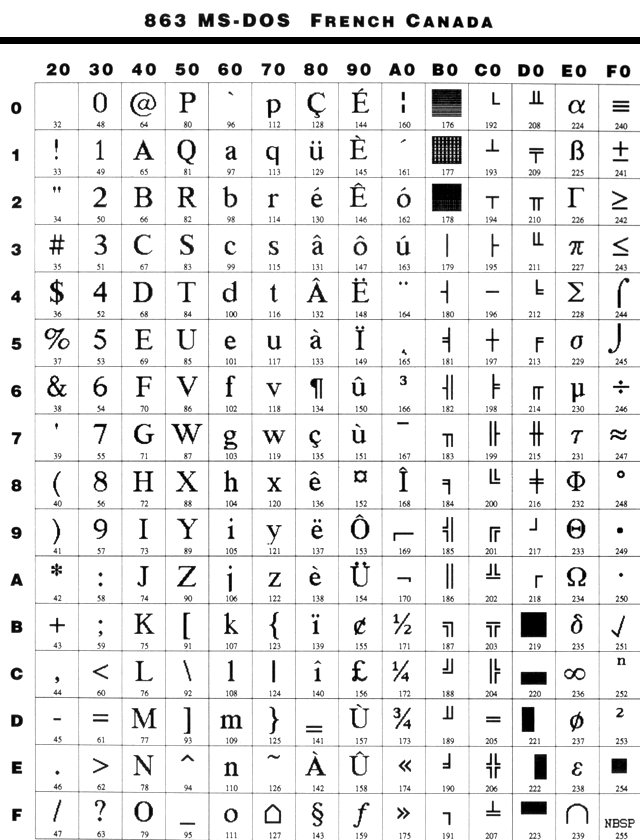 863 MS-DOS FRENCH CANADA
20 30 40 50 60 70 80 90 A0 B0 C0 D0 E0 F0
0 0 @ P ` p Ç É ¦ ░ └ ╨ α ≡
32 48 64 80 96 112 128 144 160 176 192 208 224 240
1 ! 1 A Q a q ü È ´ ▒ ┴ ╤ ß ±
33 49 65 81 97 113 129 145 161 177 193 209 225 241
2 " 2 B R b r é Ê ó ▓ ┬ ╥ Γ ≥
34 50 66 82 98 114 130 146 162 178 194 210 226 242
3 # 3 C S c s â ô ú │ ├ ╙ π ≤
35 51 67 83 99 115 131 147 163 179 195 211 227 243
4 $ 4 D T d t Â Ë ¨ ┤ ─ ╘ Σ ⌠
36 52 68 84 100 116 132 148 164 180 196 212 228 244
5 % 5 E U e u à Ï ¸ ╡ ┼ ╒ σ ⌡
37 53 69 85 101 117 133 149 165 181 197 213 229 245
6 & 6 F V f v ¶ û ³ ╢ ╞ ╓ µ ÷
38 54 70 86 102 118 134 150 166 182 198 214 230 246
7 ' 7 G W g w ç ù ¯ ╖ ╟ ╫ τ ≈
39 55 71 87 103 119 135 151 167 183 199 215 231 247
8 ( 8 H X h x ê ¤ Î ╕ ╚ ╪ Φ °
40 56 72 88 104 120 136 152 168 184 200 216 232 248
9 ) 9 I Y i y ë Ô ⌐ ╣ ╔ ┘ Θ •
41 57 73 89 105 121 137 153 169 185 201 217 233 249
A * : J Z j z è Ü ¬ ║ ╩ ┌ Ω ·
42 58 74 90 106 122 138 154 170 186 202 218 234 250
B + ; K [ k { ï ¢ ½ ╗ ╦ █ δ √
43 59 75 91 107 123 139 155 171 187 203 219 235 251
C , < L \ l | î £ ¼ ╝ ╠ ▄ ∞ ⁿ
44 60 76 92 108 124 140 156 172 188 204 220 236 252
D - = M ] m } ‗ Ù ¾ ╜ ═ ▌ ø ²
45 61 77 93 109 125 141 157 173 189 205 221 237 253
E . > N ^ n ~ À Û « ╛ ╬ ▐ ε ■
46 62 78 94 110 126 142 158 174 190 206 222 238 254
F / ? O _ o ⌂ § ƒ » ┐ ╧ ▀ ∩ NBSP
47 63 79 95 111 127 143 159 175 191 207 223 239 255